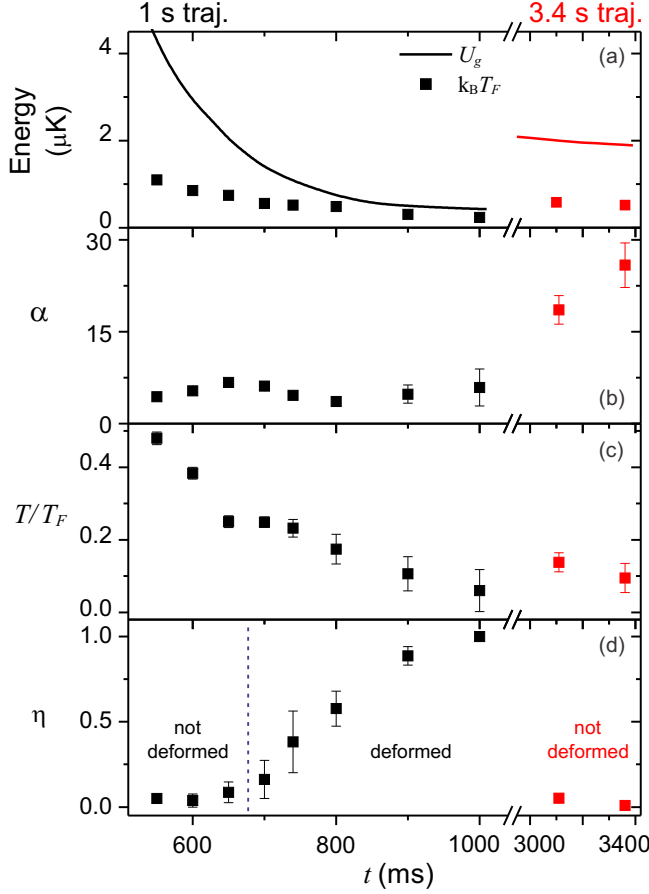 1 s traj.
3.4 s traj.
4
2
0
Energy
(μK)
U_g
k_BT_F
(a)
30
15
0
α
(b)
0.4
0.2
0.0
T/T_F
(c)
1.0
0.5
0.0
η
(d)
not
deformed
deformed
not
deformed
600
800
1000
3000
3400
t (ms)